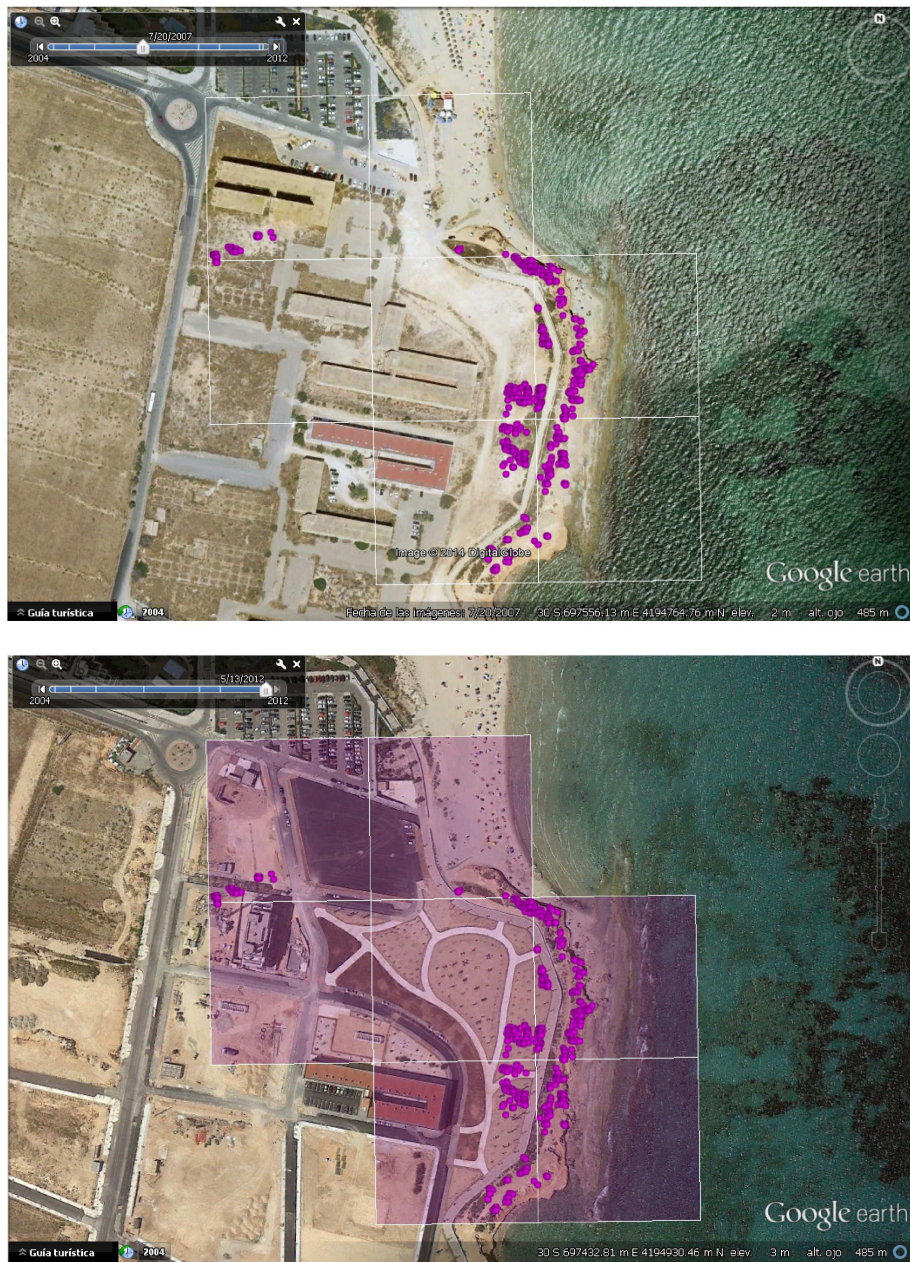 N
7/20/2007
2004
2012
Image © 2014 DigitalGlobe
Google earth
Guía turística
2004
Fecha de las imágenes: 7/20/2007
30 S 697556.13 m E 4194764.76 m N elev. 2 m alt. ojo 485 m
N
5/13/2012
2004
2012
Google earth
Guía turística
2004
30 S 697432.81 m E 4194930.46 m N elev. 3 m alt. ojo 485 m